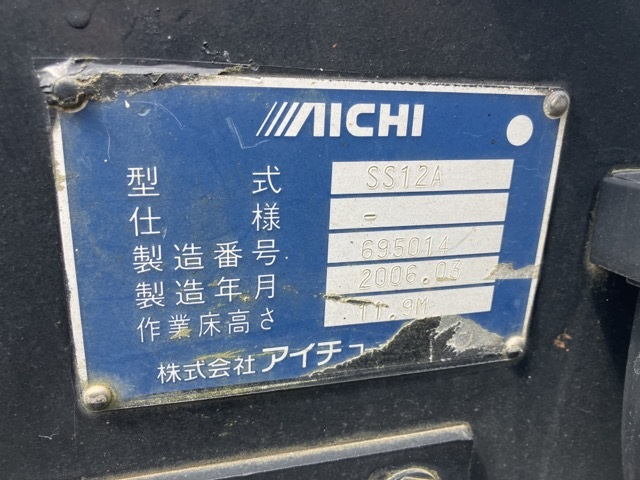 AICHI
型式 SS12A
仕様 -
製造番号 695014
製造年月 2006.03
作業床高さ 11.9M
株式会社アイチコ